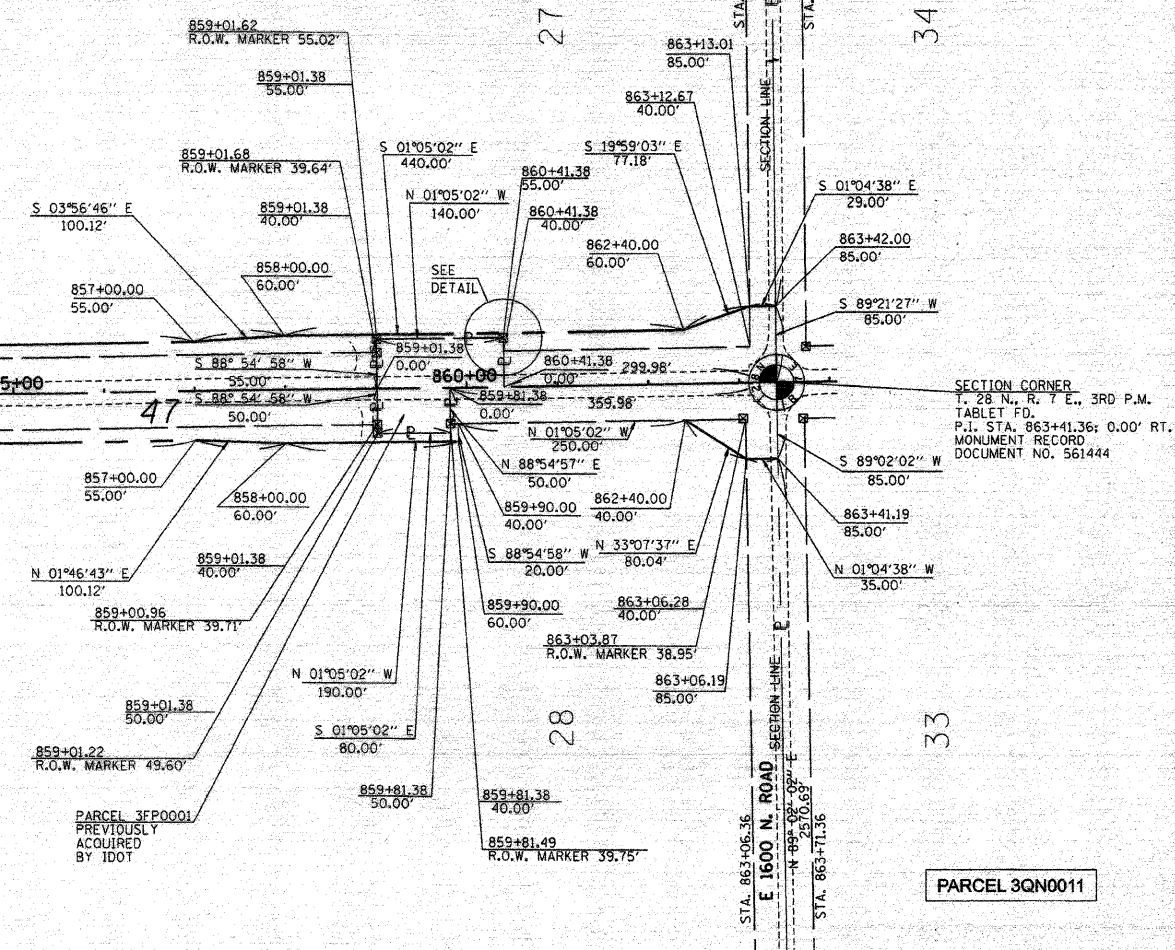 859+01.62
R.O.W. MARKER 55.02'
27
STA.
STA.
34
863+13.01
85.00'
859+01.38
55.00'
863+12.67
40.00'
SECTION LINE
859+01.68
R.O.W. MARKER 39.64'
S 01°05'02" E
440.00'
S 19°59'03" E
77.18'
860+41.38
55.00'
S 01°04'38" E
29.00'
N 01°05'02" W
140.00'
S 03°56'46" E
100.12'
859+01.38
40.00'
860+41.38
40.00'
862+40.00
60.00'
863+42.00
85.00'
858+00.00
60.00'
SEE
DETAIL
857+00.00
55.00'
S 89°21'27" W
85.00'
859+01.38
0.00'
S 88° 54' 58" W
55.00'
860+41.38
0.00'
299.98'
5+00
860+00
S 88° 54' 58" W
50.00'
859+81.38
0.00'
359.98'
SECTION CORNER
T. 28 N., R. 7 E., 3RD P.M.
TABLET FD.
P.I. STA. 863+41.36; 0.00' RT.
MONUMENT RECORD
DOCUMENT NO. 561444
47
N 01°05'02" W
250.00'
N 88°54'57" E
50.00'
S 89°02'02" W
85.00'
857+00.00
55.00'
858+00.00
60.00'
859+90.00
40.00'
862+40.00
40.00'
863+41.19
85.00'
N 01°46'43" E
100.12'
859+01.38
40.00'
S 88°54'58" W
20.00'
N 33°07'37" E
80.04'
N 01°04'38" W
35.00'
859+00.96
R.O.W. MARKER 39.71'
859+90.00
60.00'
863+06.28
40.00'
863+03.87
R.O.W. MARKER 38.95'
N 01°05'02" W
190.00'
863+06.19
85.00'
859+01.38
50.00'
S 01°05'02" E
80.00'
28
33
SECTION LINE
859+01.22
R.O.W. MARKER 49.60'
859+81.38
50.00'
859+81.38
40.00'
PARCEL 3FP0001
PREVIOUSLY
ACQUIRED
BY IDOT
859+81.49
R.O.W. MARKER 39.75'
STA. 863+06.36
E 1600 N. ROAD
N 89° 02' 02" E
2570.69'
STA. 863+71.36
PARCEL 3QN0011